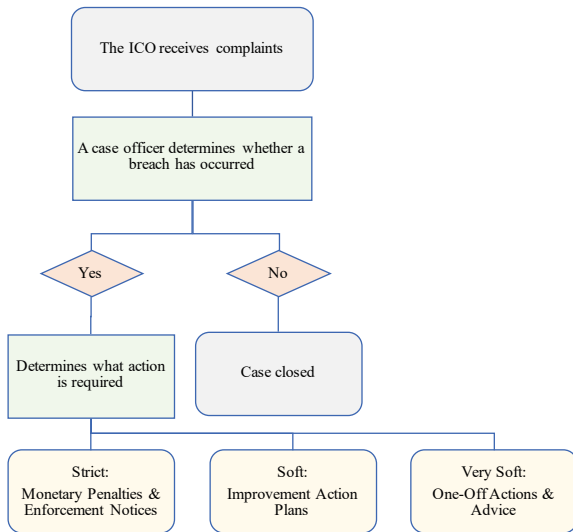 The ICO receives complaints
A case officer determines whether a
breach has occurred
Yes
No
Determines what action
is required
Case closed
Strict:
Monetary Penalties &
Enforcement Notices
Soft:
Improvement Action
Plans
Very Soft:
One-Off Actions &
Advice